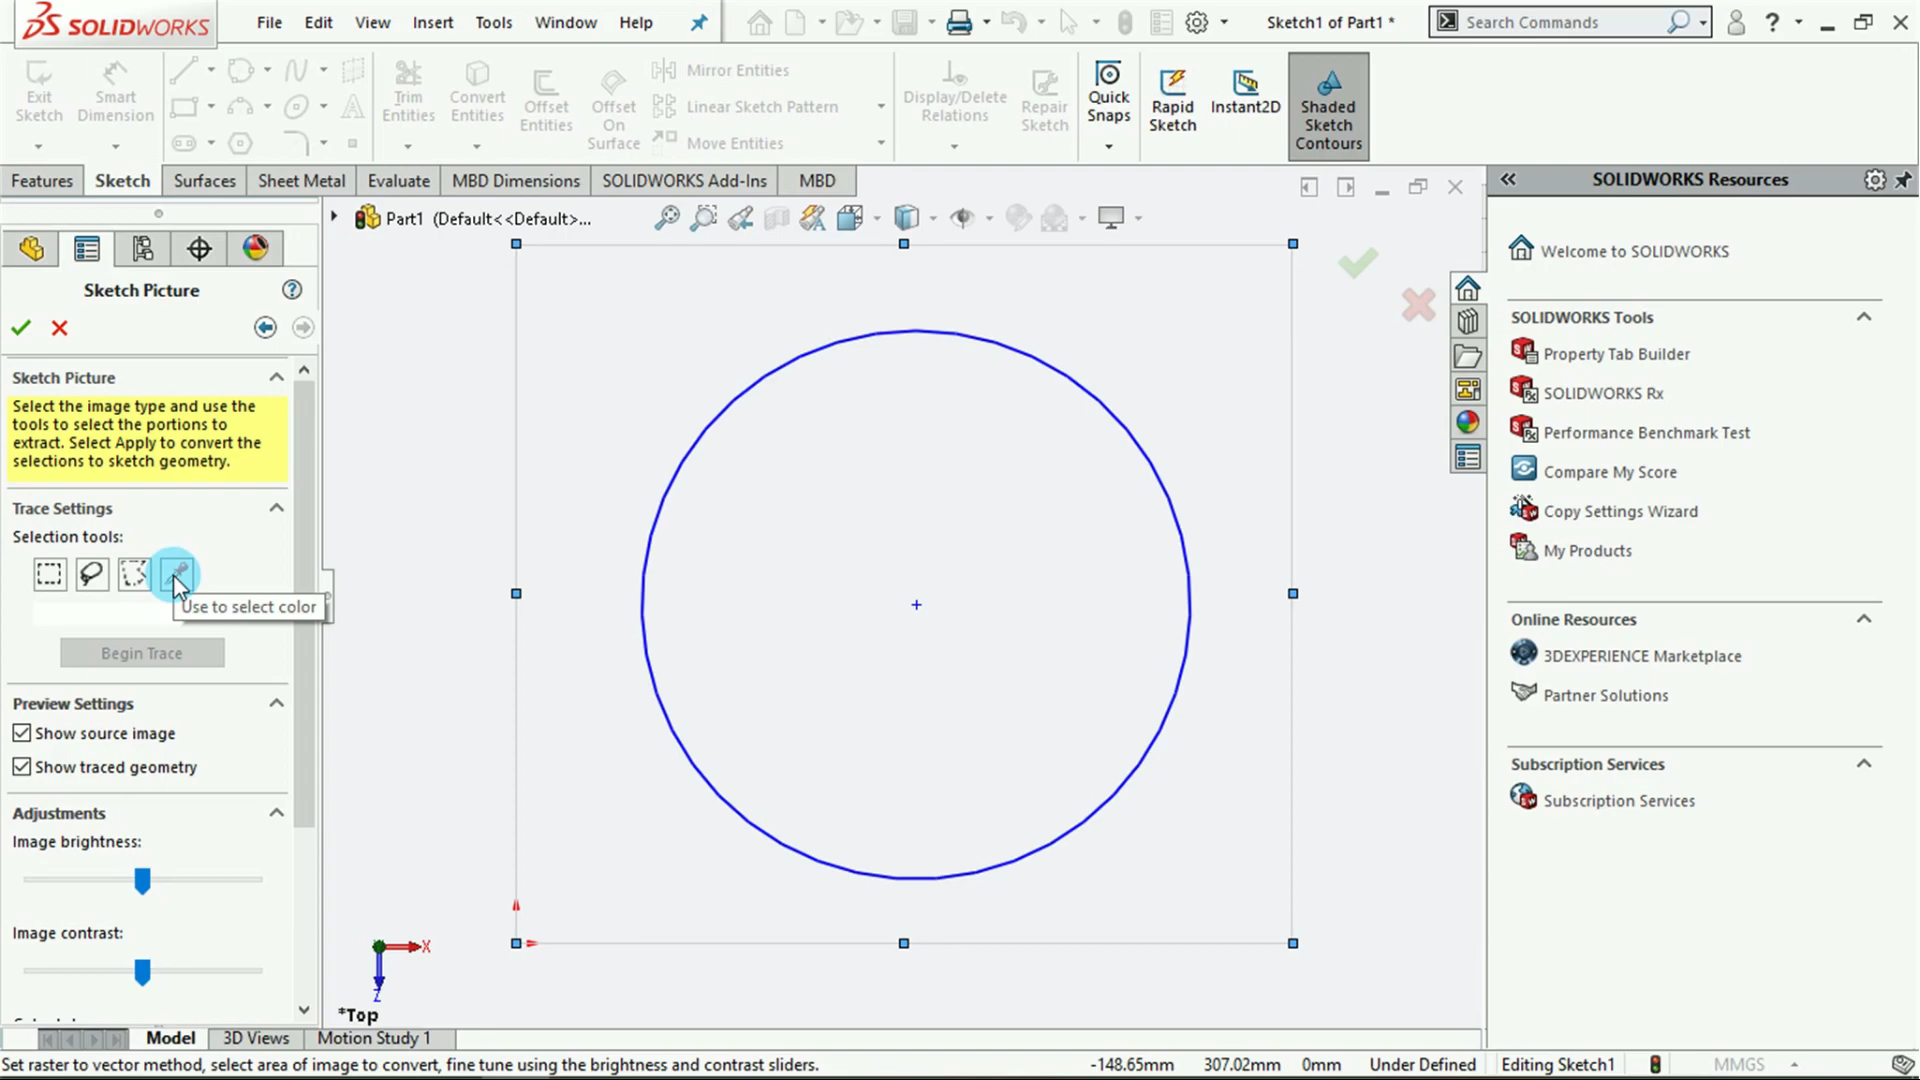 SOLIDWORKS
File Edit View Insert Tools Window Help
Sketch1 of Part1 *
Search Commands
?
Exit Sketch
Smart Dimension
Trim Entities
Convert Entities
Offset Entities
Offset On Surface
Mirror Entities
Linear Sketch Pattern
Move Entities
Display/Delete Relations
Repair Sketch
Quick Snaps
Rapid Sketch
Instant2D
Shaded Sketch Contours
Features Sketch Surfaces Sheet Metal Evaluate MBD Dimensions SOLIDWORKS Add-Ins MBD
Part1 (Default<<Default>...
Sketch Picture
Sketch Picture
Select the image type and use the
tools to select the portions to
extract. Select Apply to convert the
selections to sketch geometry.
Trace Settings
Selection tools:
Use to select color
Begin Trace
Preview Settings
Show source image
Show traced geometry
Adjustments
Image brightness:
Image contrast:
X
Z
*Top
SOLIDWORKS Resources
Welcome to SOLIDWORKS
SOLIDWORKS Tools
Property Tab Builder
SOLIDWORKS Rx
Performance Benchmark Test
Compare My Score
Copy Settings Wizard
My Products
Online Resources
3DEXPERIENCE Marketplace
Partner Solutions
Subscription Services
Subscription Services
Model 3D Views Motion Study 1
Set raster to vector method, select area of image to convert, fine tune using the brightness and contrast sliders.
-148.65mm 307.02mm 0mm Under Defined Editing Sketch1 MMGS